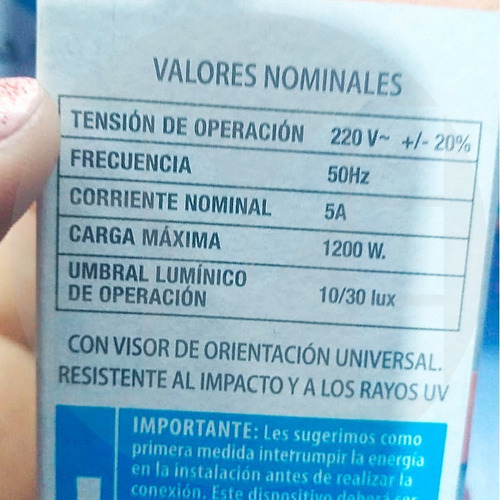 VALORES NOMINALES
TENSIÓN DE OPERACIÓN 220 V~ +/- 20%
FRECUENCIA 50Hz
CORRIENTE NOMINAL 5A
CARGA MÁXIMA 1200 W.
UMBRAL LUMÍNICO
DE OPERACIÓN 10/30 lux
CON VISOR DE ORIENTACIÓN UNIVERSAL.
RESISTENTE AL IMPACTO Y A LOS RAYOS UV
IMPORTANTE: Les sugerimos como
primera medida interrumpir la energía
en la instalación antes de realizar la
conexión. Este dispositivo deberá ser